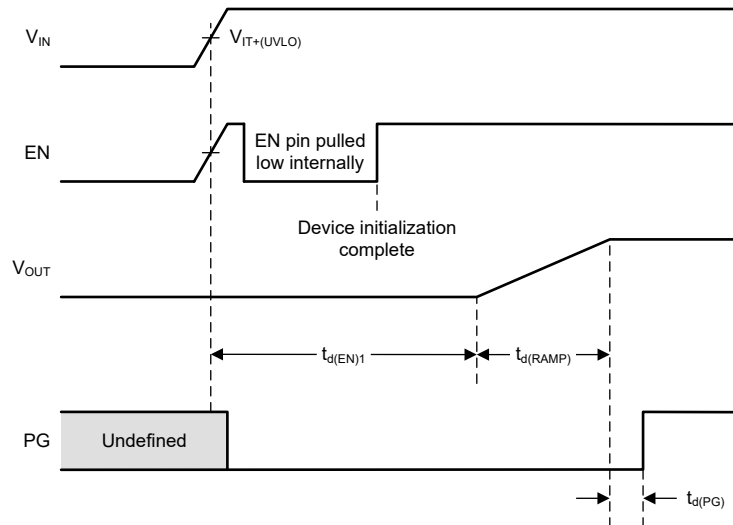 VIN
VIT+(UVLO)
EN
EN pin pulled
low internally
Device initialization
complete
VOUT
td(EN)1
td(RAMP)
PG
Undefined
td(PG)